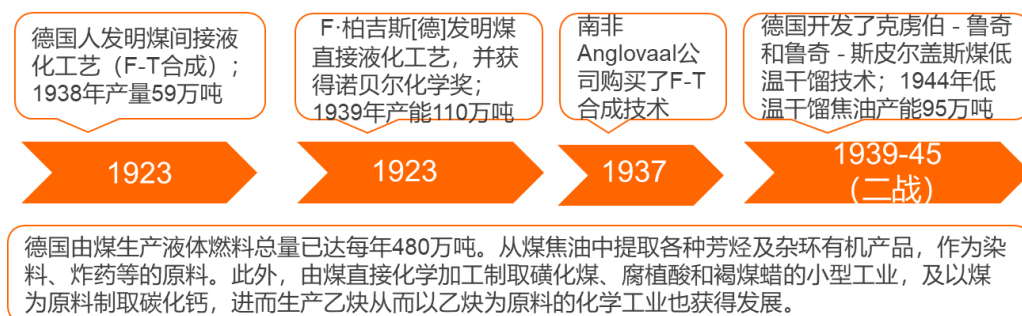 德国人发明煤间接液
化工艺（F-T合成）；
1938年产量59万吨
F·柏吉斯[德]发明煤
直接液化工艺，并获
得诺贝尔化学奖；
1939年产能110万吨
南非
Anglovaal公
司购买了F-T
合成技术
德国开发了克虏伯 - 鲁奇
和鲁奇 - 斯皮尔盖斯煤低
温干馏技术；1944年低
温干馏焦油产能95万吨
1923
1923
1937
1939-45
（二战）
德国由煤生产液体燃料总量已达每年480万吨。从煤焦油中提取各种芳烃及杂环有机产品，作为染
料、炸药等的原料。此外，由煤直接化学加工制取磺化煤、腐植酸和褐煤蜡的小型工业，及以煤
为原料制取碳化钙，进而生产乙炔从而以乙炔为原料的化学工业也获得发展。